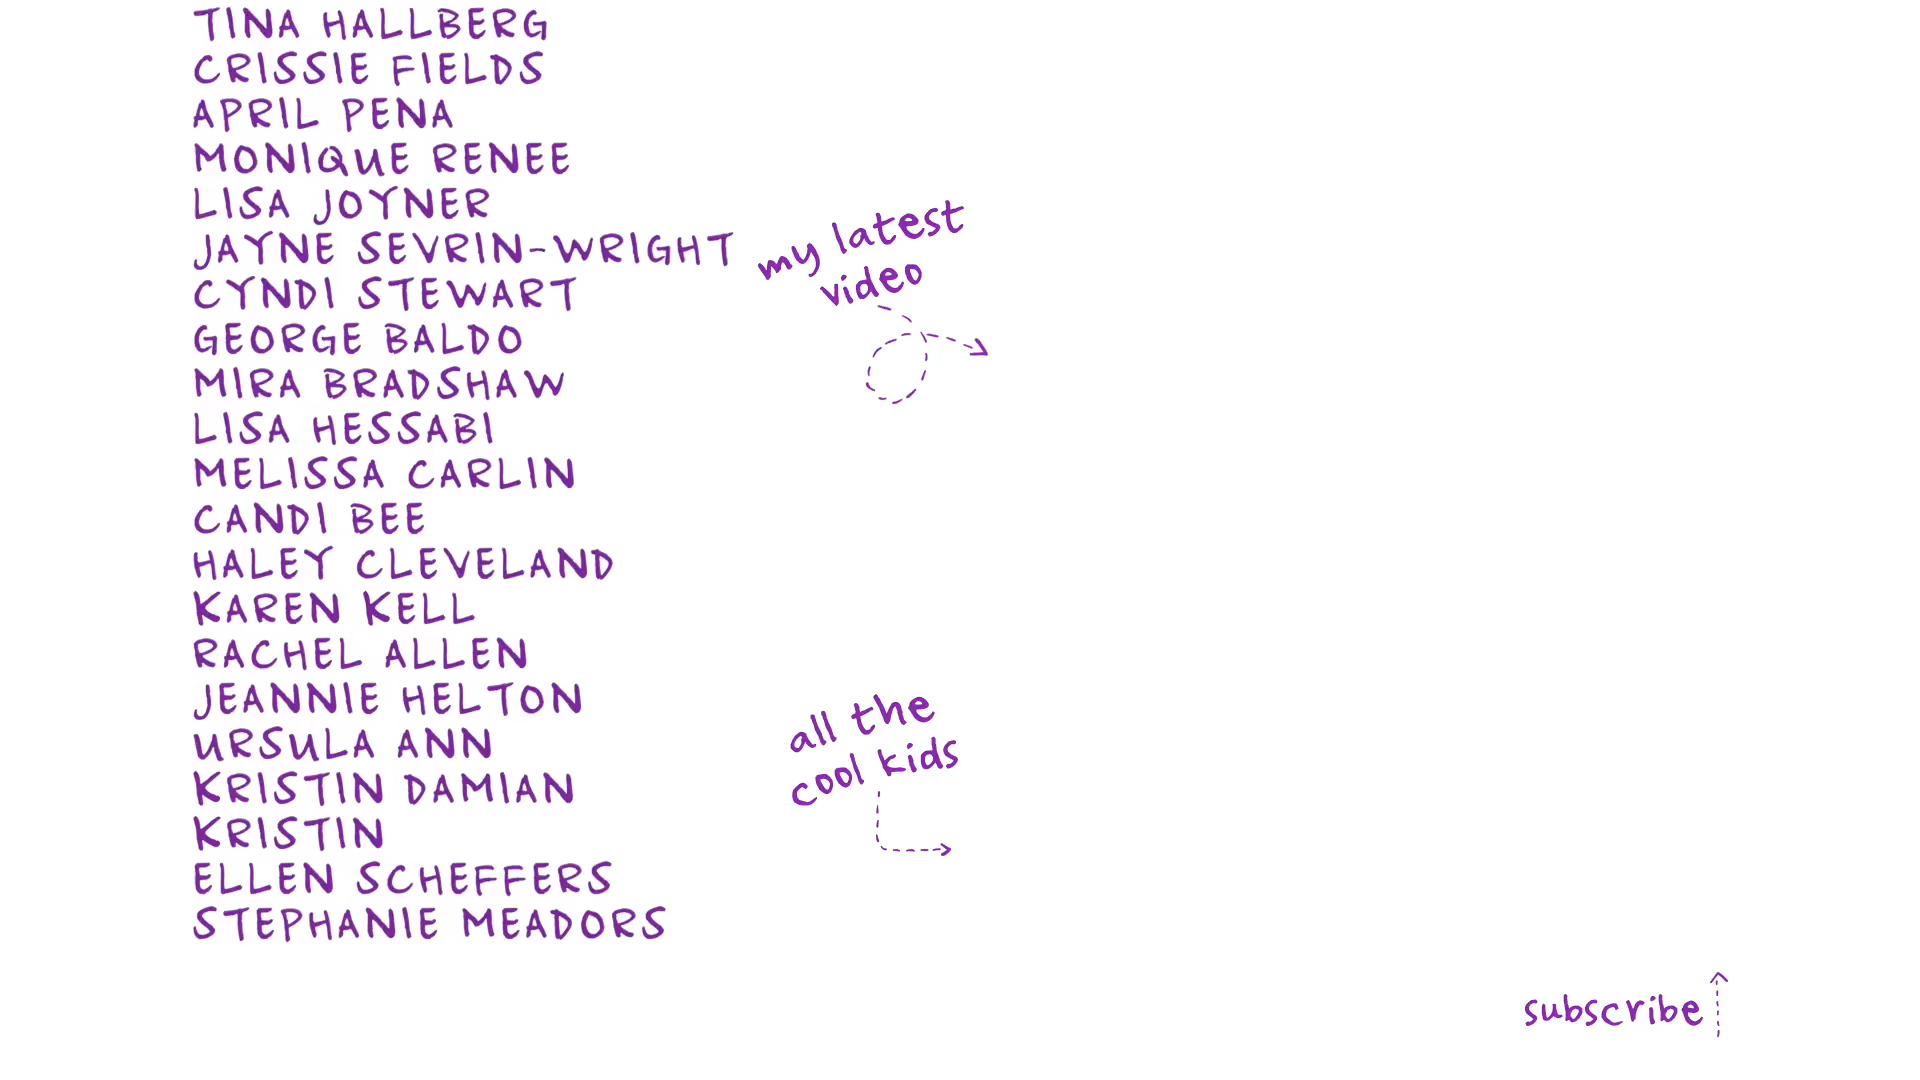 TINA HALLBERG
CRISSIE FIELDS
APRIL PENA
MONIQUE RENEE
LISA JOYNER
JAYNE SEVRIN-WRIGHT
CYNDI STEWART
GEORGE BALDO
MIRA BRADSHAW
LISA HESSABI
MELISSA CARLIN
CANDI BEE
HALEY CLEVELAND
KAREN KELL
RACHEL ALLEN
JEANNIE HELTON
URSULA ANN
KRISTIN DAMIAN
KRISTIN
ELLEN SCHEFFERS
STEPHANIE MEADORS
my latest
video
all the
cool kids
subscribe